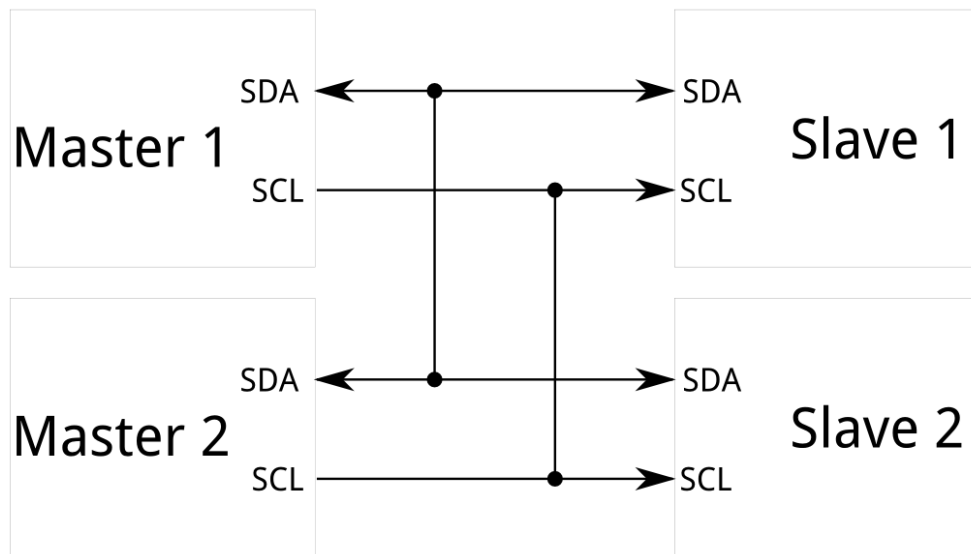 SDA
Master 1
SCL
SDA
Slave 1
SCL
SDA
Master 2
SCL
SDA
Slave 2
SCL